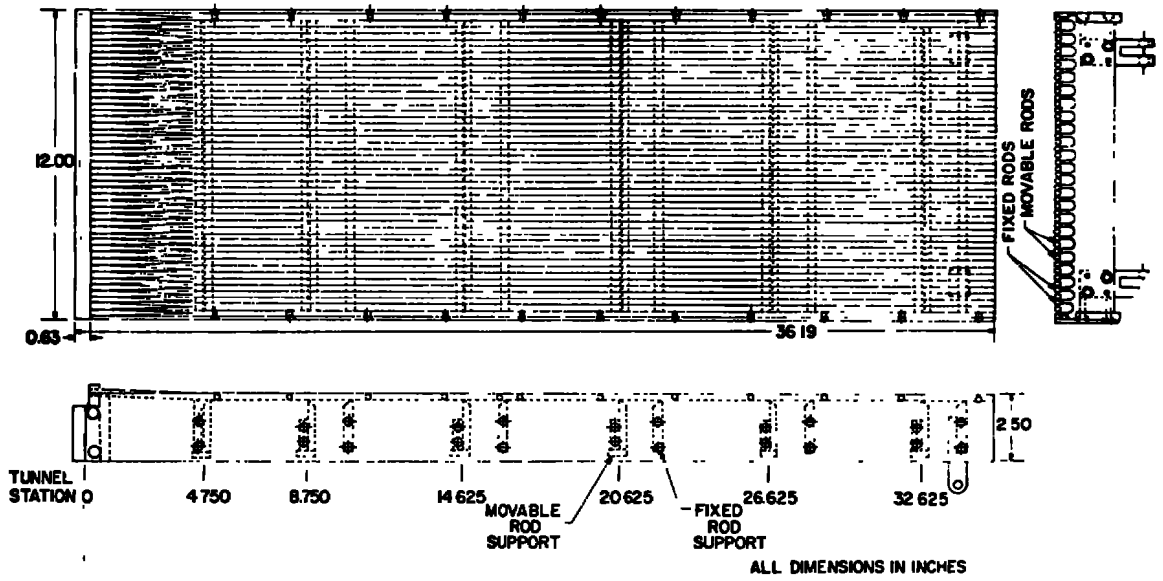 12.00
0.63
36 19
FIXED RODS
MOVABLE RODS
2 50
TUNNEL
STATION 0
4 750
8.750
14 625
20 625
26.625
32 625
MOVABLE
ROD
SUPPORT
FIXED
ROD
SUPPORT
ALL DIMENSIONS IN INCHES